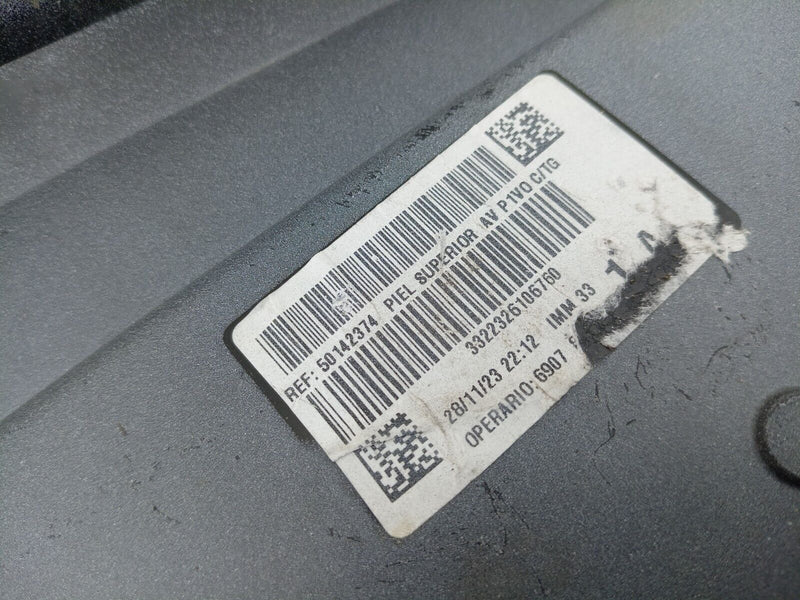 REF: 50142374 PIEL SUPERIOR AV P1VO C/TG
3322326106760
28/11/23 22:12 IMM 33
OPERARIO: 6907